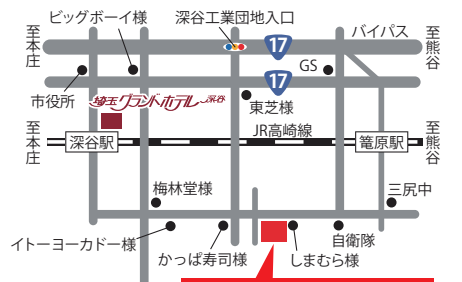 至本庄
ビッグボーイ様
深谷工業団地入口
バイパス
至熊谷
17
GS
17
市役所
埼玉グランドホテル深谷
東芝様
至本庄
深谷駅
JR高崎線
篭原駅
至熊谷
梅林堂様
三尻中
イトーヨーカドー様
かっぱ寿司様
しまむら様
自衛隊